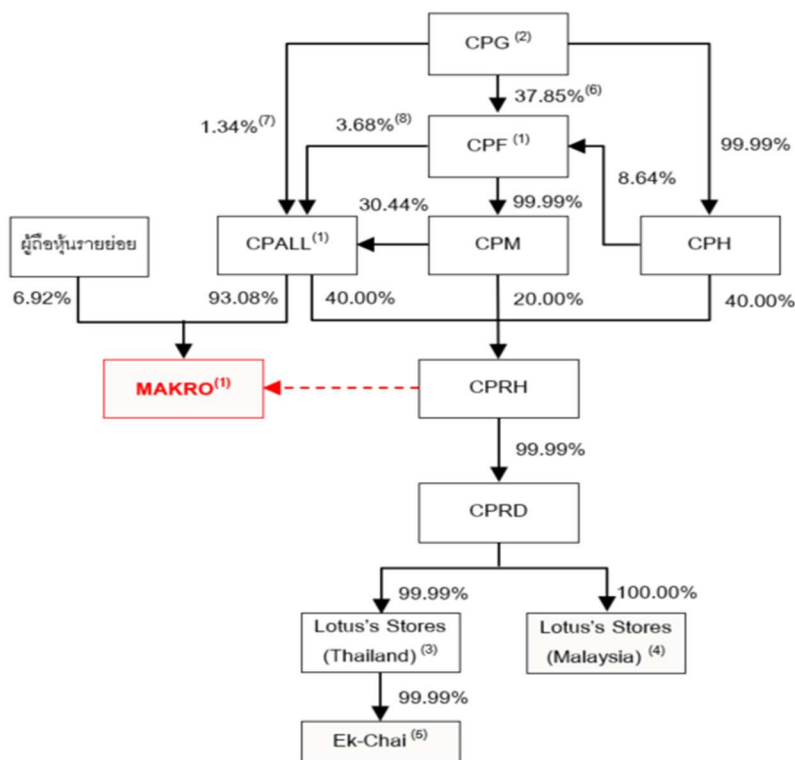 CPG (2)
37.85%(6)
1.34%(7)
3.68%(8)
CPF (1)
99.99%
8.64%
30.44%
99.99%
ผู้ถือหุ้นรายย่อย
CPALL(1)
CPM
CPH
6.92%
93.08%
40.00%
20.00%
40.00%
MAKRO(1)
CPRH
99.99%
CPRD
99.99%
100.00%
Lotus's Stores
(Thailand) (3)
Lotus's Stores
(Malaysia) (4)
99.99%
Ek-Chai (5)